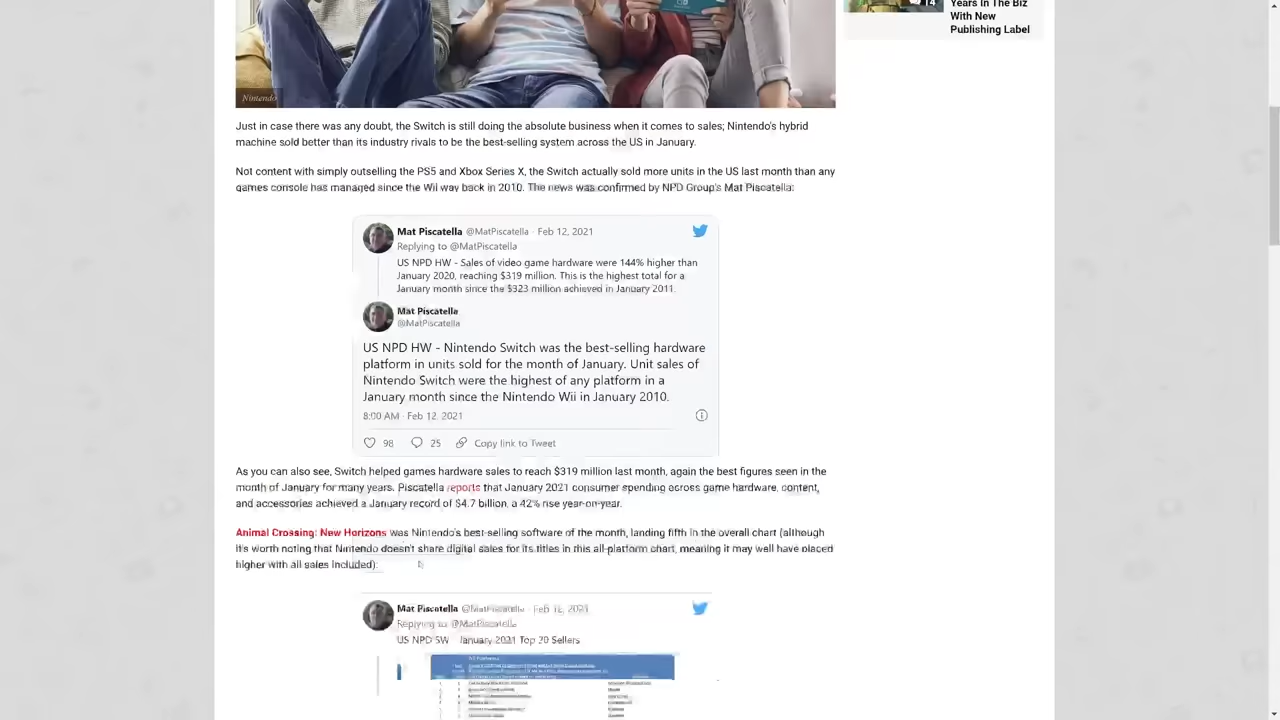 14
Years In The Biz
With New
Publishing Label
Nintendo
Just in case there was any doubt, the Switch is still doing the absolute business when it comes to sales; Nintendo's hybrid
machine sold better than its industry rivals to be the best-selling system across the US in January.
Not content with simply outselling the PS5 and Xbox Series X, the Switch actually sold more units in the US last month than any
games console has managed since the Wii way back in 2010. The news was confirmed by NPD Group's Mat Piscatella:
Mat Piscatella @MatPiscatella · Feb 12, 2021
Replying to @MatPiscatella
US NPD HW - Sales of video game hardware were 144% higher than
January 2020, reaching $319 million. This is the highest total for a
January month since the $323 million achieved in January 2011.
Mat Piscatella
@MatPiscatella
US NPD HW - Nintendo Switch was the best-selling hardware
platform in units sold for the month of January. Unit sales of
Nintendo Switch were the highest of any platform in a
January month since the Nintendo Wii in January 2010.
8:00 AM · Feb 12, 2021
98 25 Copy link to Tweet
As you can also see, Switch helped games hardware sales to reach $319 million last month, again the best figures seen in the
month of January for many years. Piscatella reports that January 2021 consumer spending across game hardware, content,
and accessories achieved a January record of $4.7 billion, a 42% rise year-on-year.
Animal Crossing: New Horizons was Nintendo's best-selling software of the month, landing fifth in the overall chart (although
it's worth noting that Nintendo doesn't share digital sales for its titles in this all-platform chart, meaning it may well have placed
higher with all sales included):
Mat Piscatella @MatPiscatella · Feb 12, 2021
Replying to @MatPiscatella
US NPD SW - January 2021 Top 20 Sellers